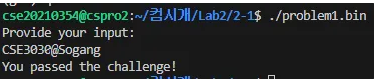 cse20210354@cspro2:~/컴시개/Lab2/2-1$ ./problem1.bin
Provide your input:
CSE3030@Sogang
You passed the challenge!